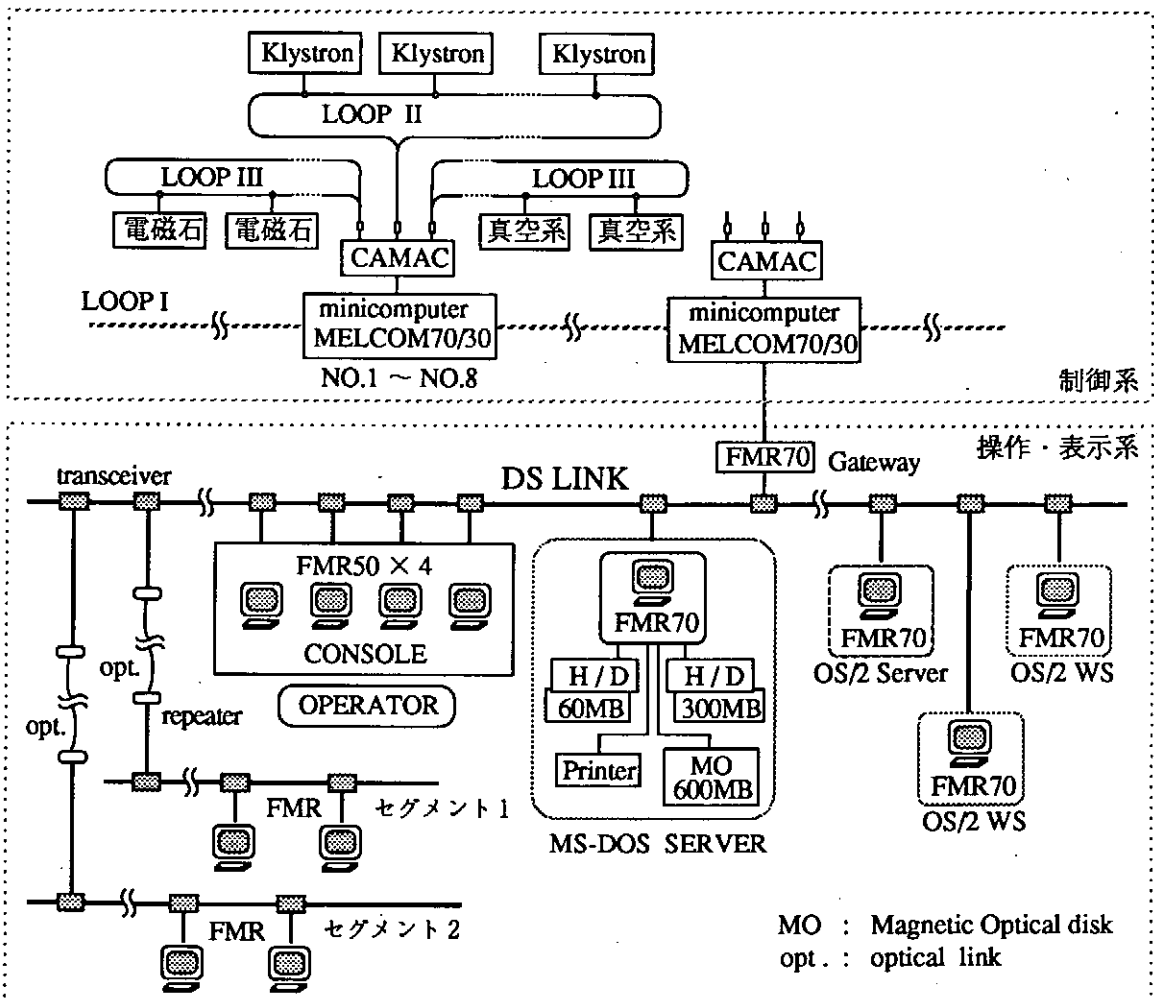 Klystron Klystron Klystron
LOOP II
LOOP III LOOP III
電磁石 電磁石 真空系 真空系
CAMAC CAMAC
LOOP I
minicomputer
MELCOM70/30
minicomputer
MELCOM70/30
NO.1 ~ NO.8
制御系
操作・表示系
FMR70 Gateway
transceiver
DS LINK
FMR50 × 4
CONSOLE
OPERATOR
opt.
repeater
opt.
FMR70
H / D
60MB
H / D
300MB
Printer
MO
600MB
MS-DOS SERVER
FMR70
OS/2 Server
FMR70
OS/2 WS
FMR70
OS/2 WS
FMR セグメント1
FMR セグメント2
MO : Magnetic Optical disk
opt. : optical link